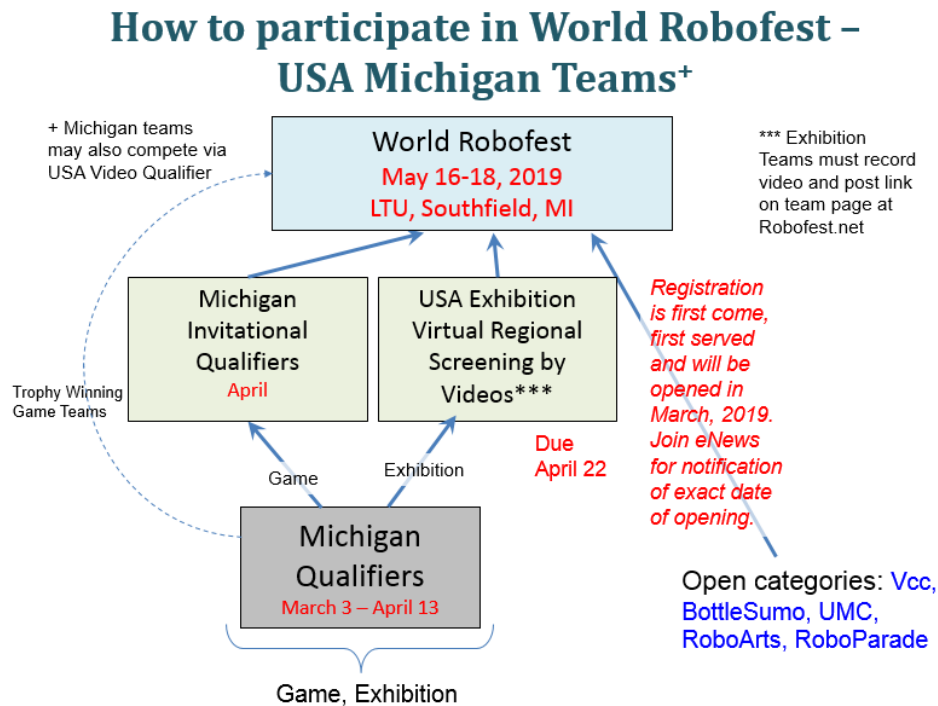 How to participate in World Robofest –
USA Michigan Teams+
+ Michigan teams
may also compete via
USA Video Qualifier
World Robofest
May 16-18, 2019
LTU, Southfield, MI
*** Exhibition
Teams must record
video and post link
on team page at
Robofest.net
Michigan
Invitational
Qualifiers
April
USA Exhibition
Virtual Regional
Screening by
Videos***
Registration
is first come,
first served
and will be
opened in
March, 2019.
Join eNews
for notification
of exact date
of opening.
Trophy Winning
Game Teams
Due
April 22
Game
Exhibition
Michigan
Qualifiers
March 3 – April 13
Open categories: Vcc,
BottleSumo, UMC,
RoboArts, RoboParade
Game, Exhibition